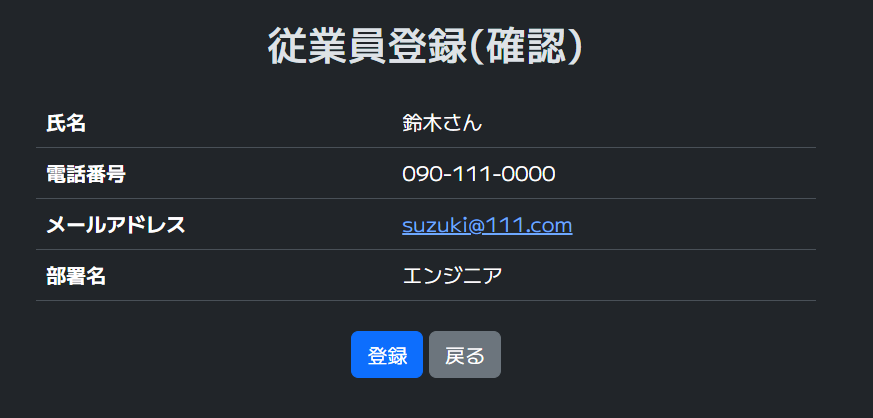 従業員登録(確認)
氏名 鈴木さん
電話番号 090-111-0000
メールアドレス suzuki@111.com
部署名 エンジニア
登録 戻る